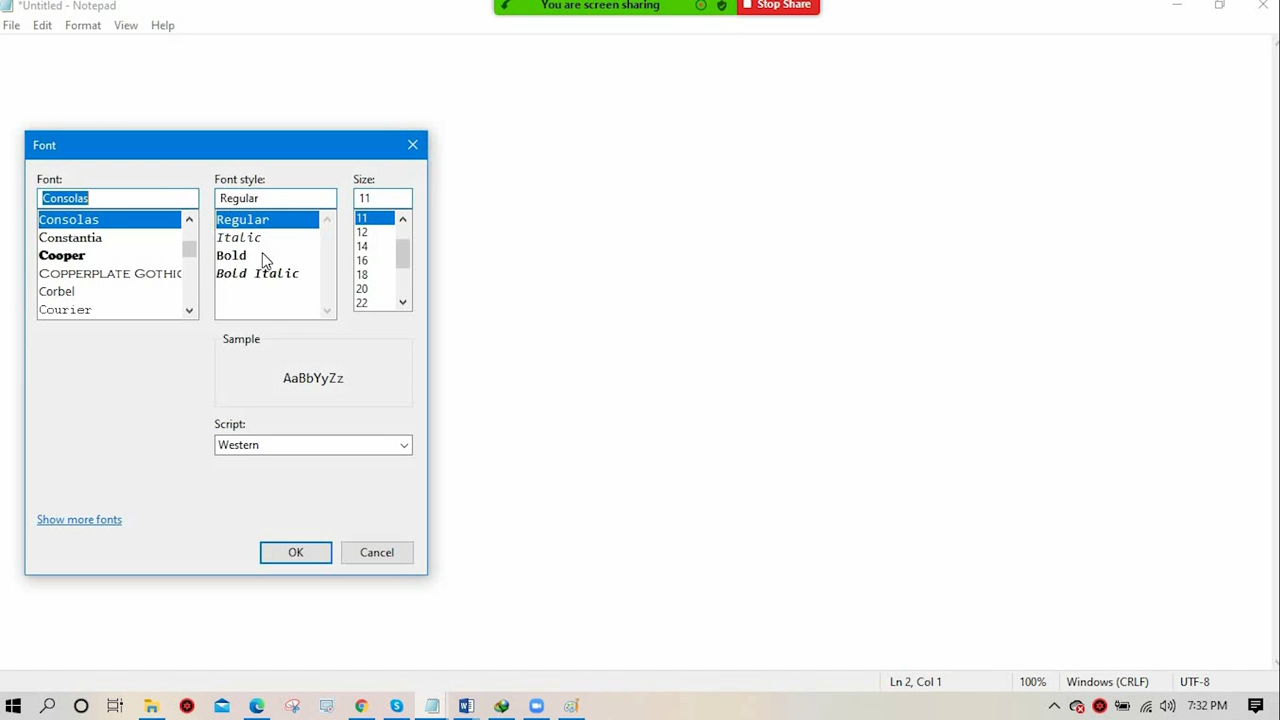 *Untitled - Notepad
You are screen sharing
Stop Share
File Edit Format View Help
Font
Font:
Consolas
Consolas
Constantia
Cooper
COPPERPLATE GOTHIC
Corbel
Courier
Font style:
Regular
Regular
Italic
Bold
Bold Italic
Size:
11
11
12
14
16
18
20
22
Sample
AaBbYyZz
Script:
Western
Show more fonts
OK
Cancel
Ln 2, Col 1 100% Windows (CRLF) UTF-8
7:32 PM